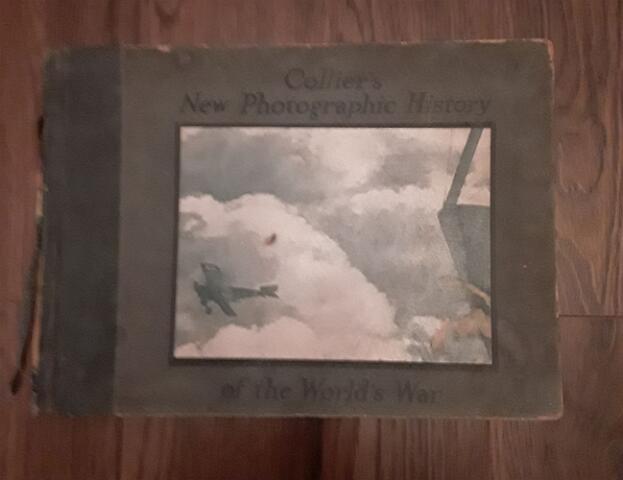 Collier's
New Photographic History
of the World's War